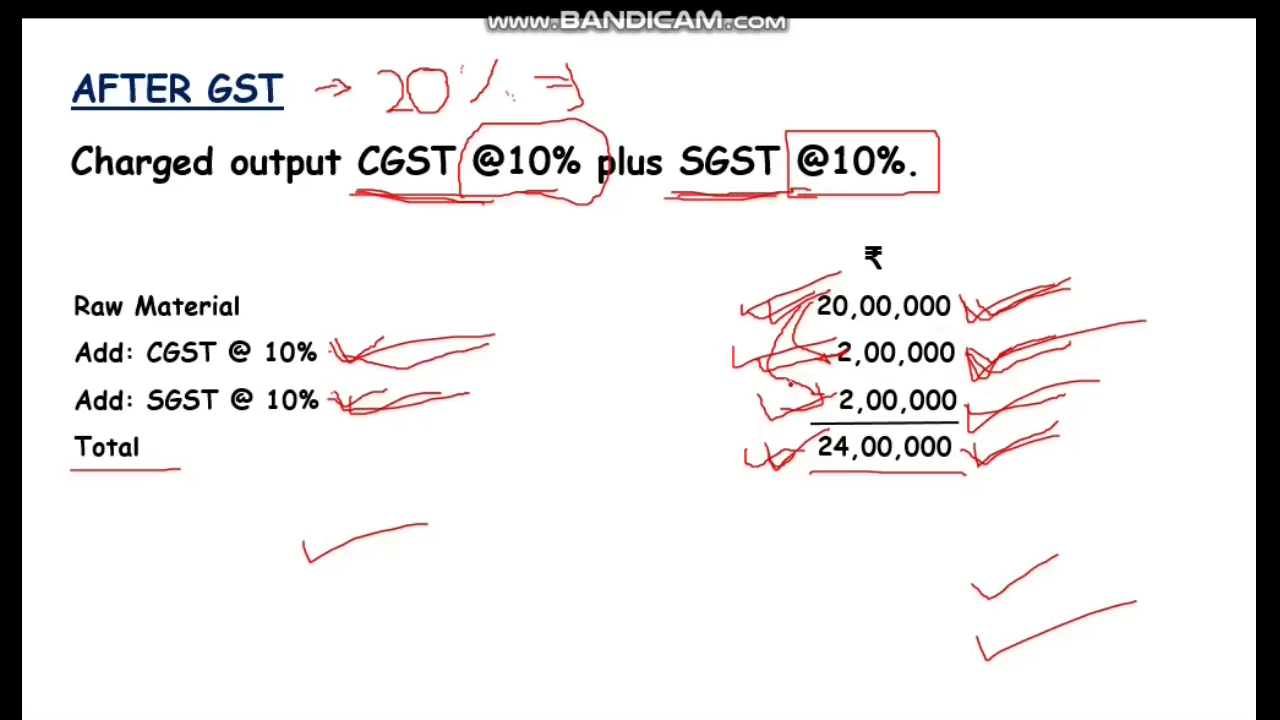 www.BANDICAM.com
AFTER GST → 20% ⇒
Charged output CGST @10% plus SGST @10%.
₹
Raw Material 20,00,000
Add: CGST @ 10% 2,00,000
Add: SGST @ 10% 2,00,000
Total 24,00,000